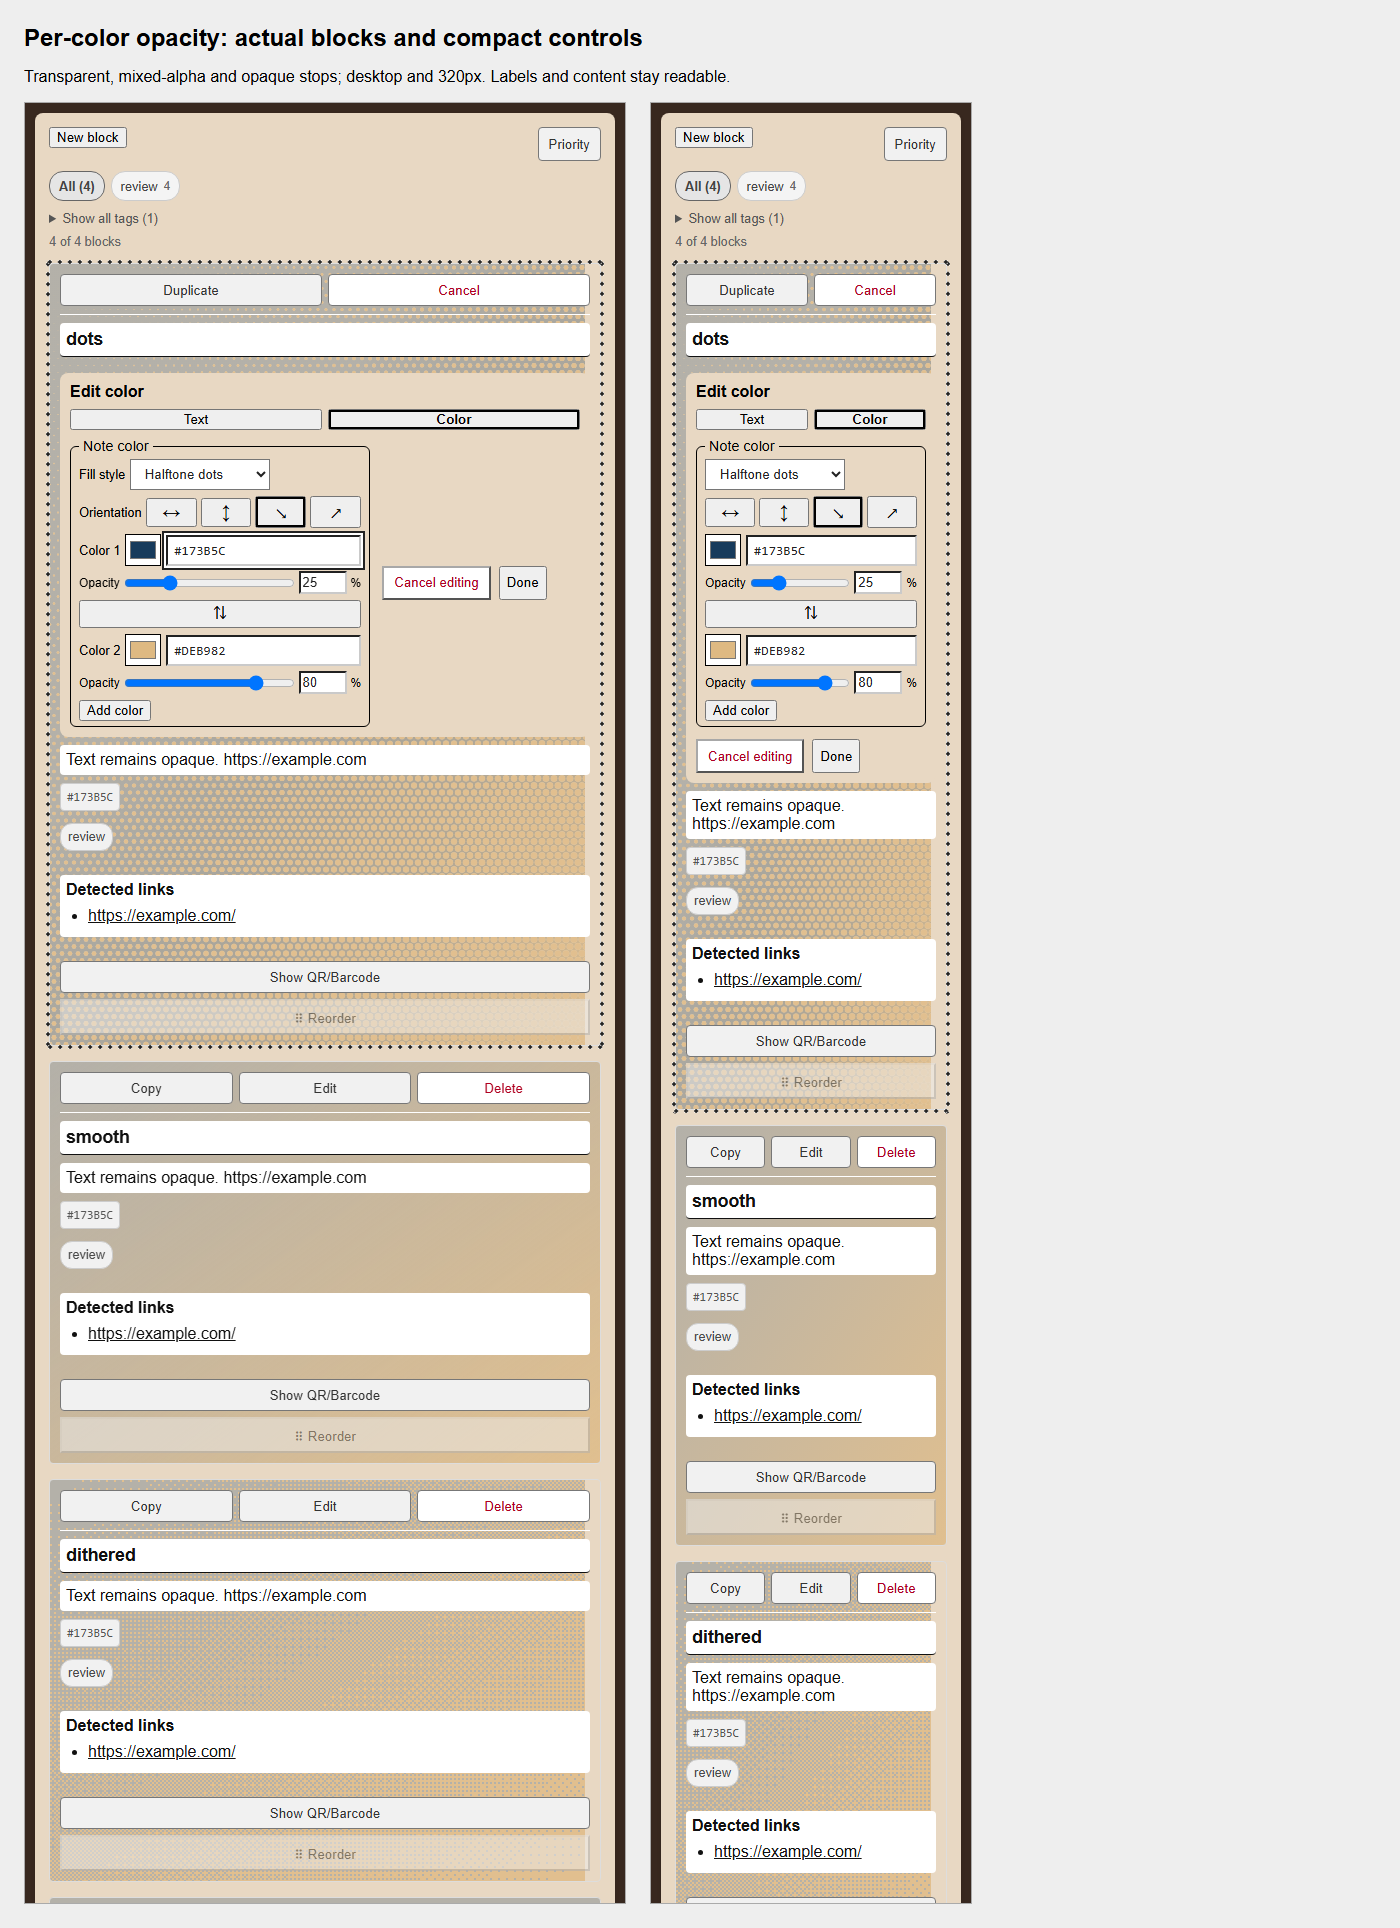 Per-color opacity: actual blocks and compact controls
Transparent, mixed-alpha and opaque stops; desktop and 320px. Labels and content stay readable.
New block
Priority
All (4)
review 4
▶ Show all tags (1)
4 of 4 blocks
Duplicate
Cancel
dots
Edit color
Text
Color
Note color
Fill style
Halftone dots
Orientation
↔
↕
↘
↗
Color 1
#173B5C
Opacity
25
%
⇅
Color 2
#DEB982
Opacity
80
%
Add color
Cancel editing
Done
Text remains opaque. https://example.com
#173B5C
review
Detected links
• https://example.com/
Show QR/Barcode
⠿ Reorder
Copy
Edit
Delete
smooth
Text remains opaque. https://example.com
#173B5C
review
Detected links
• https://example.com/
Show QR/Barcode
⠿ Reorder
Copy
Edit
Delete
dithered
Text remains opaque. https://example.com
#173B5C
review
Detected links
• https://example.com/
Show QR/Barcode
⠿ Reorder
New block
Priority
All (4)
review 4
▶ Show all tags (1)
4 of 4 blocks
Duplicate
Cancel
dots
Edit color
Text
Color
Note color
Halftone dots
↔
↕
↘
↗
#173B5C
Opacity
25
%
⇅
#DEB982
Opacity
80
%
Add color
Cancel editing
Done
Text remains opaque.
https://example.com
#173B5C
review
Detected links
• https://example.com/
Show QR/Barcode
⠿ Reorder
Copy
Edit
Delete
smooth
Text remains opaque.
https://example.com
#173B5C
review
Detected links
• https://example.com/
Show QR/Barcode
⠿ Reorder
Copy
Edit
Delete
dithered
Text remains opaque.
https://example.com
#173B5C
review
Detected links
• https://example.com/